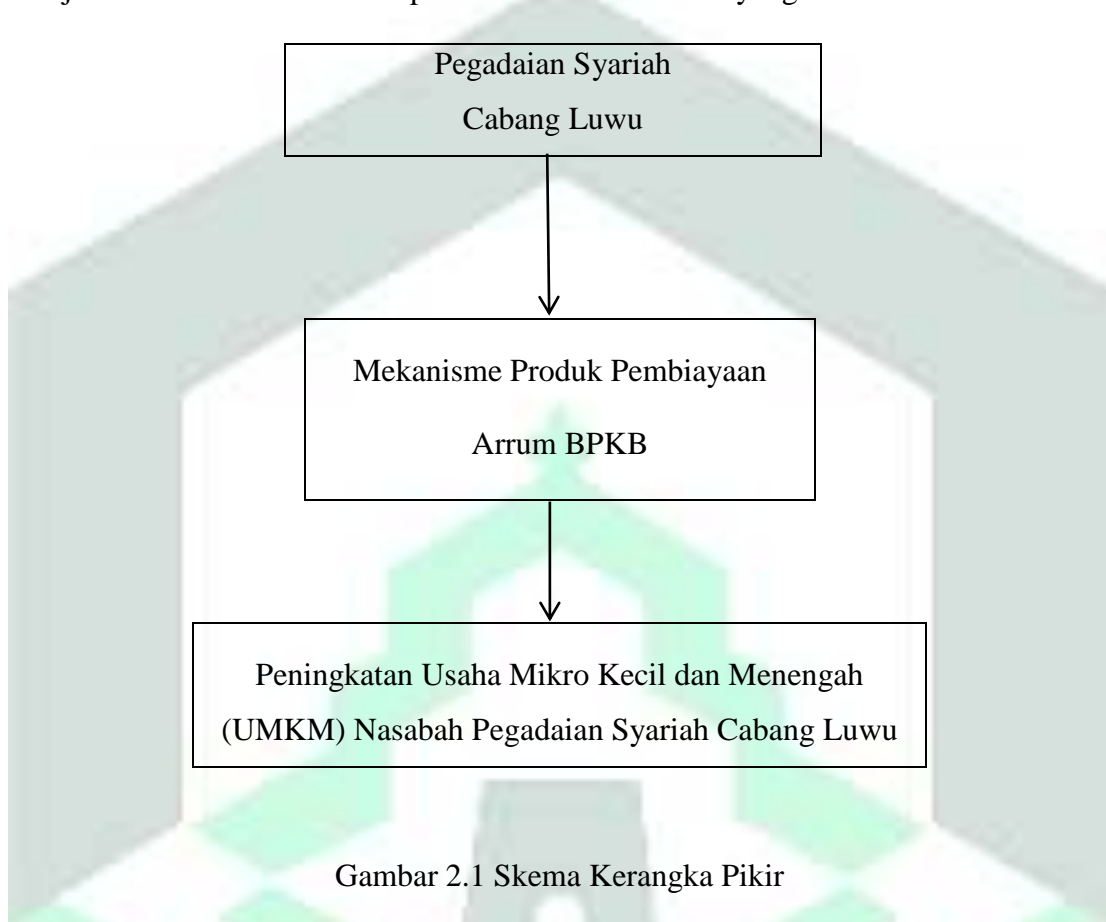 Pegadaian Syariah
Cabang Luwu
Mekanisme Produk Pembiayaan
Arrum BPKB
Peningkatan Usaha Mikro Kecil dan Menengah
(UMKM) Nasabah Pegadaian Syariah Cabang Luwu
Gambar 2.1 Skema Kerangka Pikir